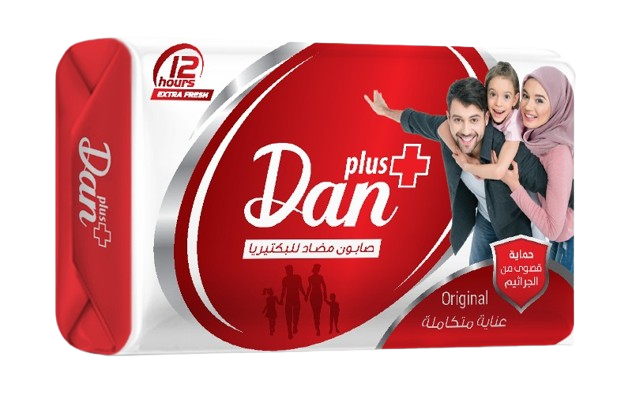 12
hours
EXTRA FRESH
Dan
plus
plus
Dan
صابون مضاد للبكتيريا
حماية
قصوى من
الجراثيم
Original
عناية متكاملة